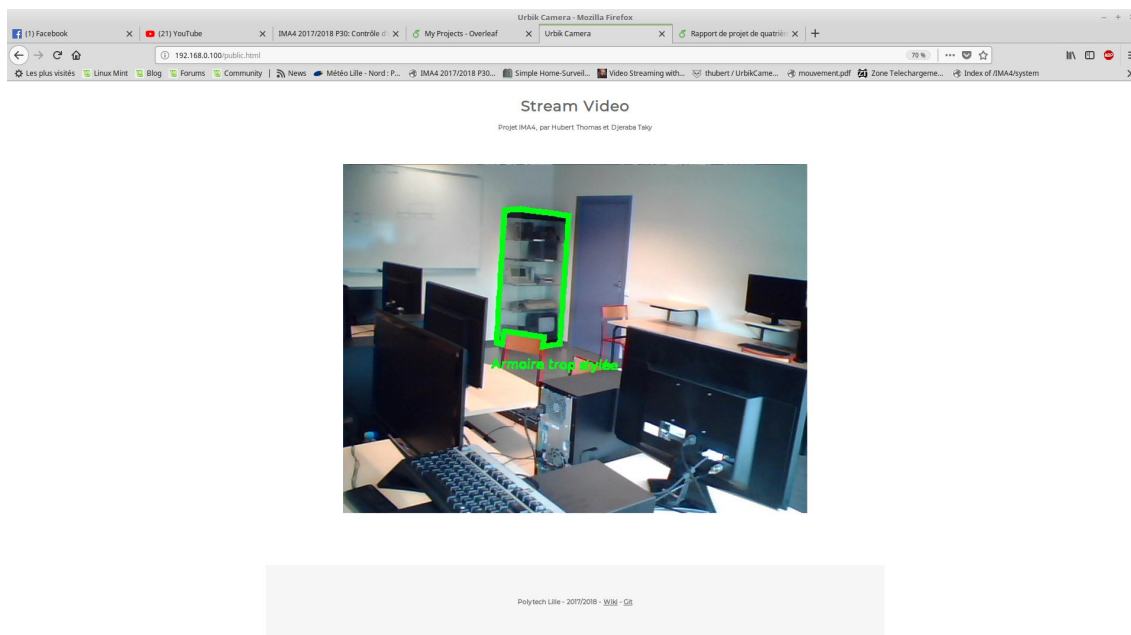 Urbik Camera - Mozilla Firefox
(1) Facebook
(21) YouTube
IMA4 2017/2018 P30: Contrôle d
My Projects - Overleaf
Urbik Camera
Rapport de projet de quatrièm
192.168.0.100/public.html
70 %
Les plus visités
Linux Mint
Blog
Forums
Community
News
Météo Lille - Nord : P...
IMA4 2017/2018 P30...
Simple Home-Surveil...
Video Streaming with...
thubert / UrbikCame...
mouvement.pdf
Zone Telechargeme...
Index of /IMA4/system
Stream Video
Projet IMA4, par Hubert Thomas et Djeraba Taky
Armoire trop stylée
Polytech Lille - 2017/2018 - Wiki - Git